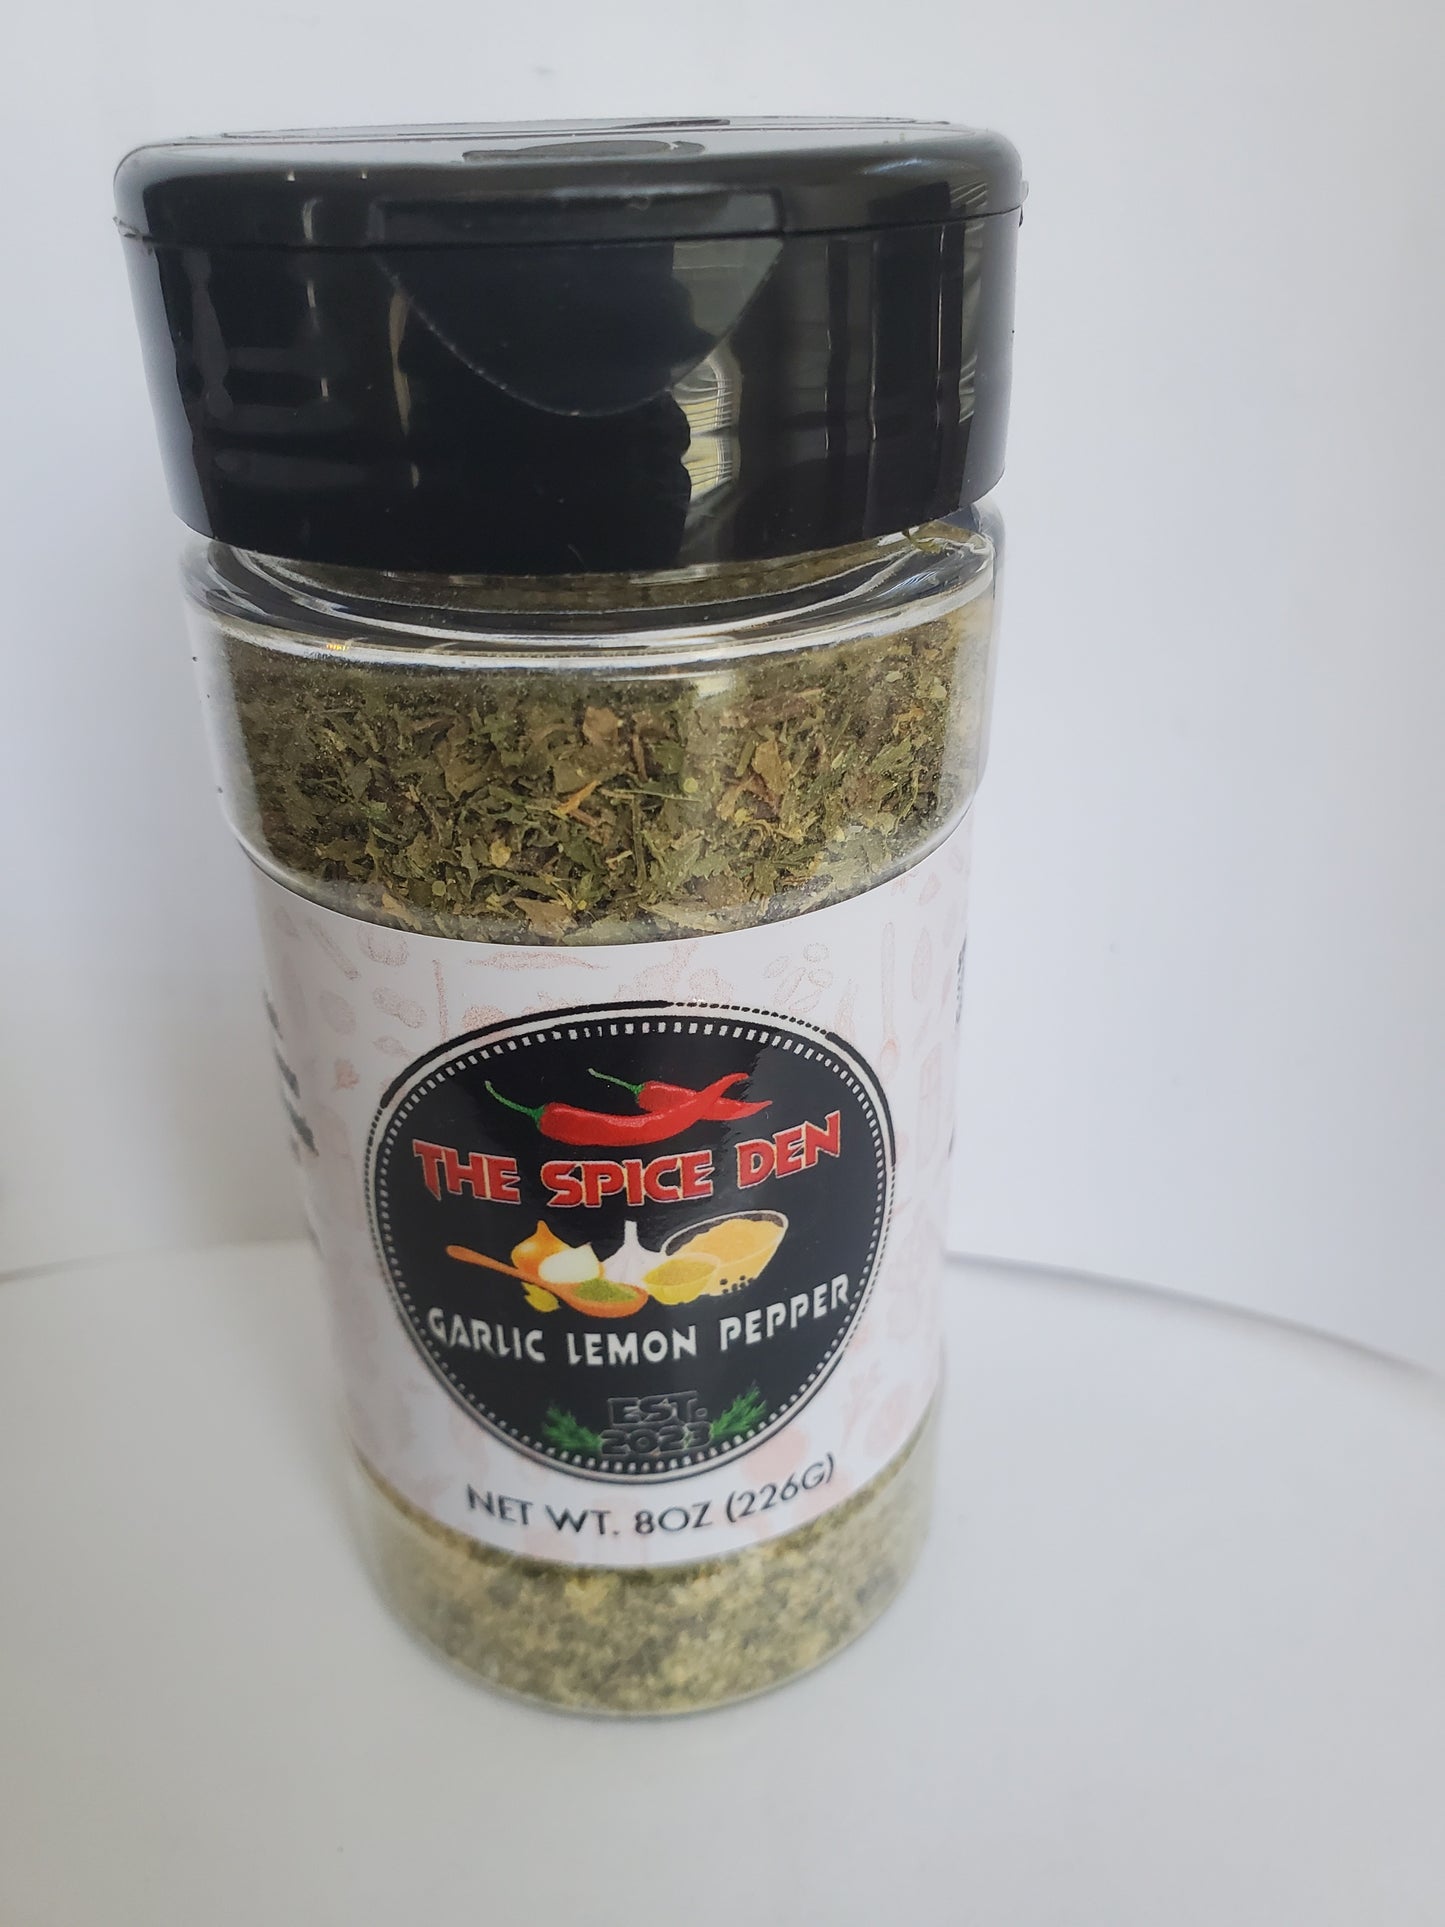 THE SPICE DEN
GARLIC LEMON PEPPER
EST.
2023
NET WT. 8OZ (226G)